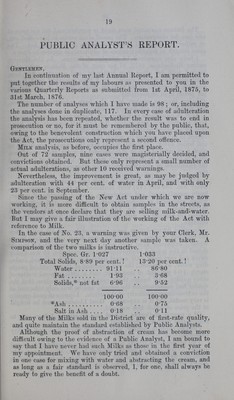 19
PUBLIC ANALYST'S REPORT.
GENTLEMEN,
In continuation of my last Annual Report, I am permitted to
put together the results of my labours as presented to you in the
various Quarterly Reports as submitted from 1st April, 1875, to
31st March, 1876.
The number of analyses which I have made is 98; or, including
the analyses done in duplicate, 117. In every case of adulteration
the analysis has been repeated, whether the result was to end in
prosecution or no, for it must be remembered by the public, that,
owing to the benevolent construction which you have placed upon
the Act, the prosecutions only represent a second offence.
MILK analysis, as before, occupies the first place.
Out of 72 samples, nine cases were magisterially decided, and
convictions obtained. But these only represent a small number of
actual adulterations, as other 10 received warnings.
Nevertheless, the improvement is great, as may be judged by
adulteration with 44 per cent. of water in April, and with only
23 per cent. in September.
Since the passing of the New Act under which we are now
working, it is more difficult to obtain samples in the streets, as
the vendors at once declare that they are selling milk-and-water.
But I may give a fair illustration of the working of the Act with
reference to Milk.
In the case of No. 23, a warning was given by your Clerk, Mr.
SIMPSON, and the very next day another sample was taken. A
comparison of the two milks is instructive.
Spec. Gr. 1·027 1·033
Total Solids, 8·89 per cent.! 13·20 per cent.!
Water ........ 91·11 86·80
Fat .......... 1·93 3·68
Solids,* not fat 6·96 .. 9·52
100·00 100·00
*Ash .......... 0·68 0·75
Salt in Ash .... 0·18 .. 0·11
Many of the Milks sold in the District are of first-rate quality,
and quite maintain the standard established by Public Analysts.
Although the proof of abstraction of cream has become more
difficult owing to the evidence of a Public Analyst, I am bound to
say that I have never had such Milks as those in the first year of
my appointment. We have only tried and obtained a conviction
in one case for mixing with water and abstracting the cream, and
as long as a fair standard is observed, I, for one, shall always be
ready to give the benefit of a doubt.